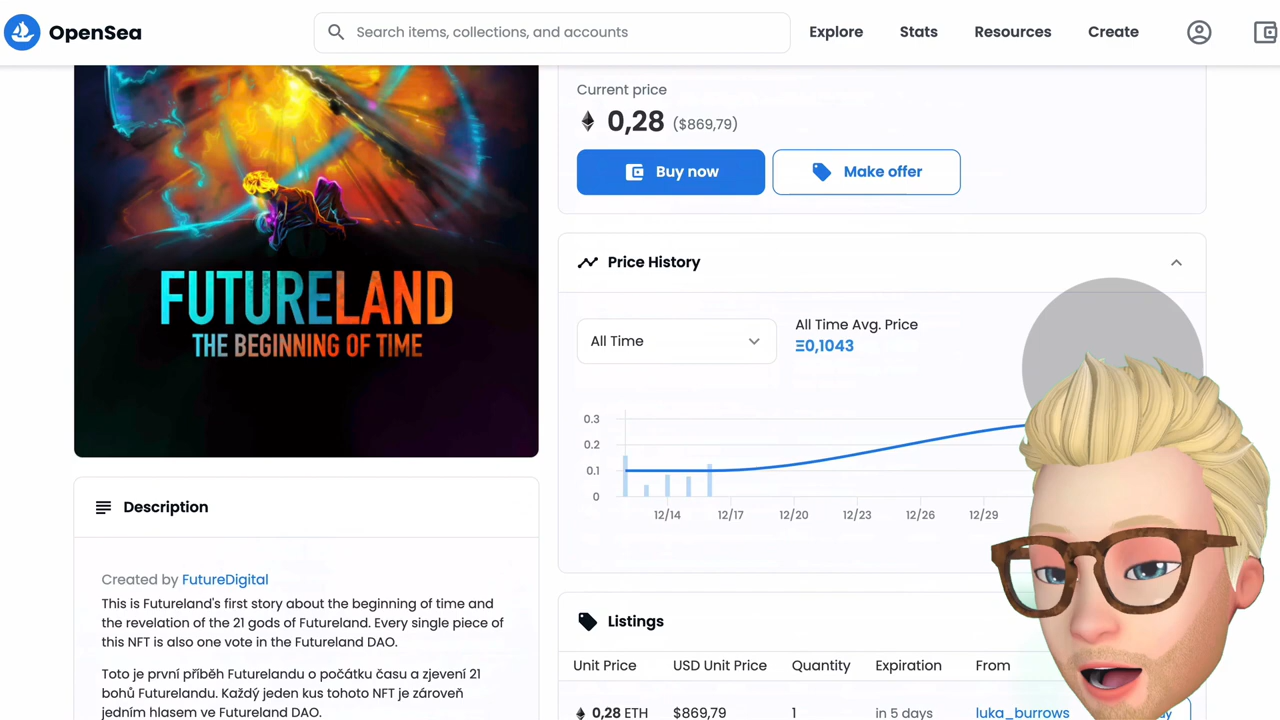 OpenSea
Search items, collections, and accounts
Explore
Stats
Resources
Create
FUTURELAND
THE BEGINNING OF TIME
Description
Created by FutureDigital
This is Futureland's first story about the beginning of time and
the revelation of the 21 gods of Futureland. Every single piece of
this NFT is also one vote in the Futureland DAO.
Toto je první příběh Futurelandu o počátku času a zjevení 21
bohů Futurelandu. Každý jeden kus tohoto NFT je zároveň
jedním hlasem ve Futureland DAO.
Current price
0,28 ($869,79)
Buy now
Make offer
Price History
All Time
All Time Avg. Price
Ξ0,1043
0.3
0.2
0.1
0
12/14 12/17 12/20 12/23 12/26 12/29
Listings
Unit Price USD Unit Price Quantity Expiration From
0,28 ETH $869,79 1 in 5 days luka_burrows